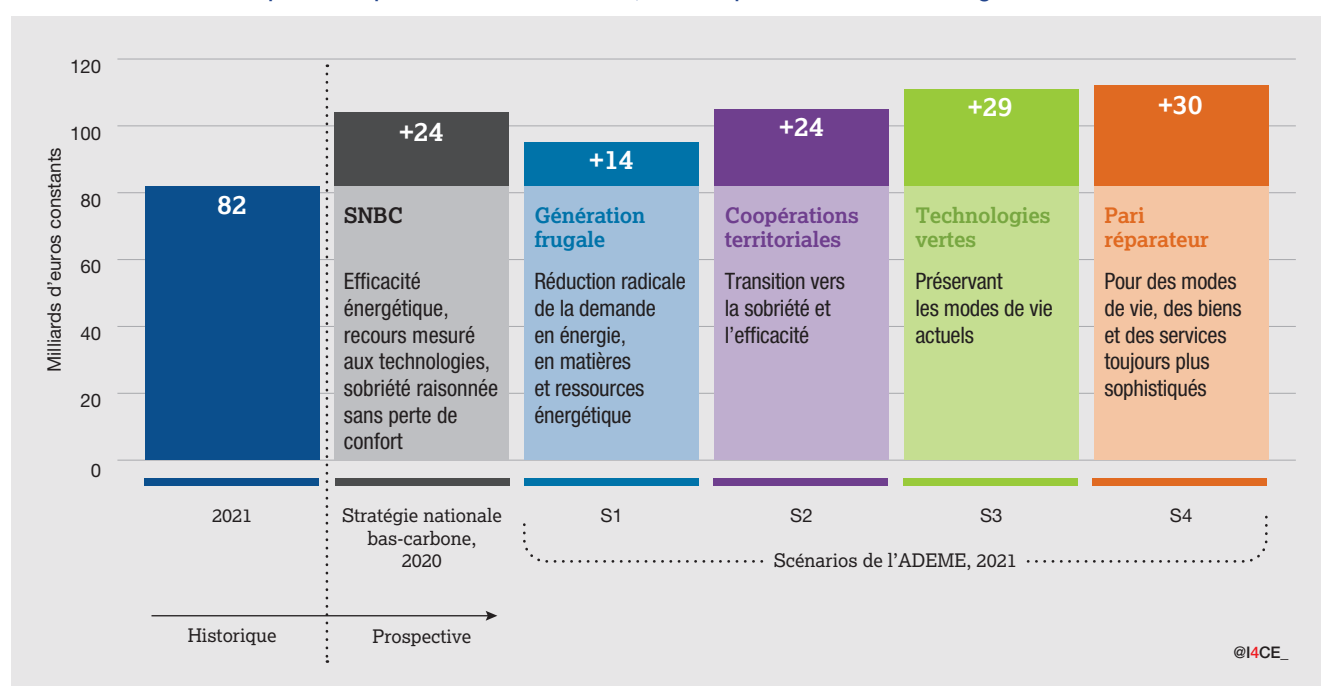 120
100
80
60
40
20
0
Milliards d'euros constants
82
+24
+14
+24
+29
+30
SNBC
Efficacité
énergétique,
recours mesuré
aux technologies,
sobriété raisonnée
sans perte de
confort
Génération
frugale
Réduction radicale
de la demande
en énergie,
en matières
et ressources
énergétique
Coopérations
territoriales
Transition vers
la sobriété et
l'efficacité
Technologies
vertes
Préservant
les modes de vie
actuels
Pari
réparateur
Pour des modes
de vie, des biens
et des services
toujours plus
sophistiqués
2021
Stratégie nationale
bas-carbone,
2020
S1
S2
S3
S4
Scénarios de l'ADEME, 2021
Historique
Prospective
@I4CE_